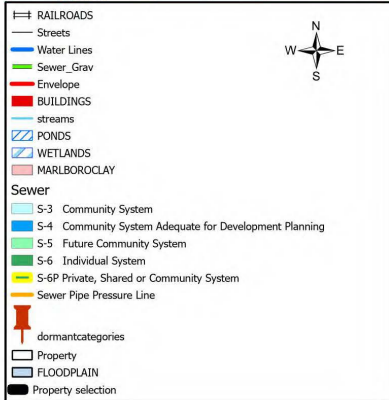 RAILROADS
Streets
Water Lines
Sewer_Grav
Envelope
BUILDINGS
streams
PONDS
WETLANDS
MARLBOROCLAY
Sewer
S-3 Community System
S-4 Community System Adequate for Development Planning
S-5 Future Community System
S-6 Individual System
S-6P Private, Shared or Community System
Sewer Pipe Pressure Line
dormantcategories
Property
FLOODPLAIN
Property selection
N
W E
S